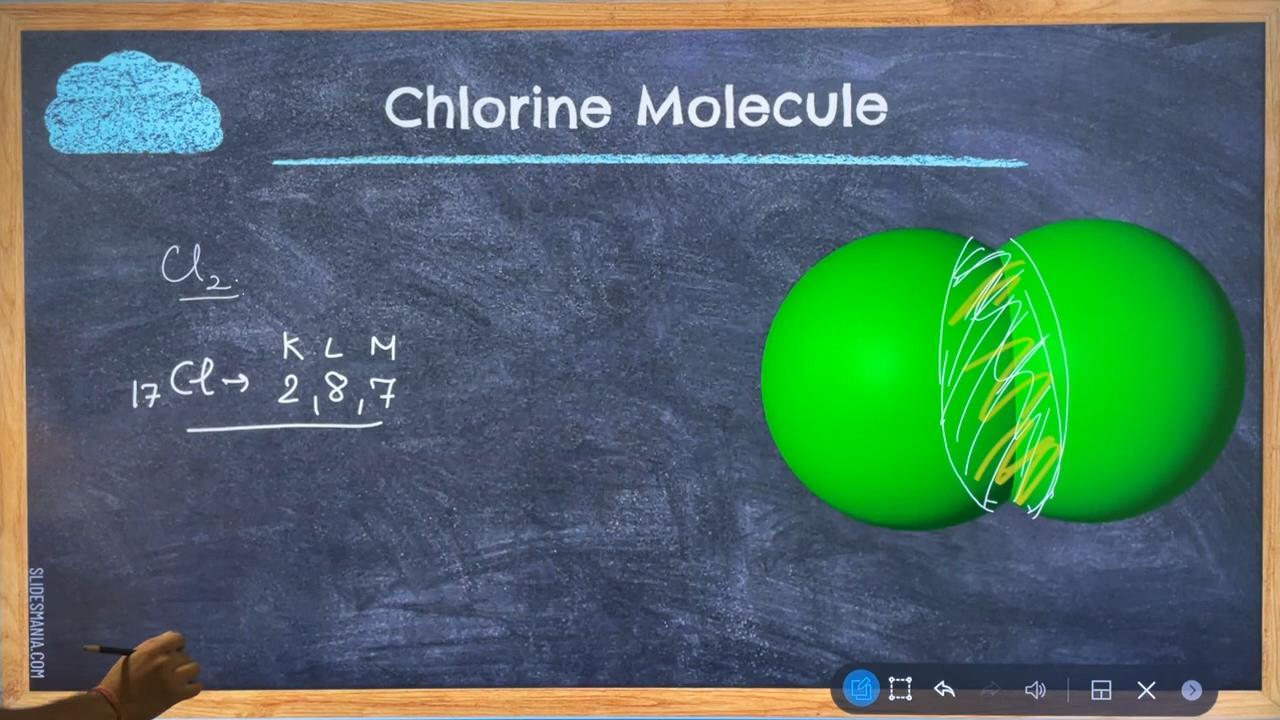 Chlorine Molecule
Cl2
K L M
17Cl→ 2,8,7
SLIDESMANIA.COM